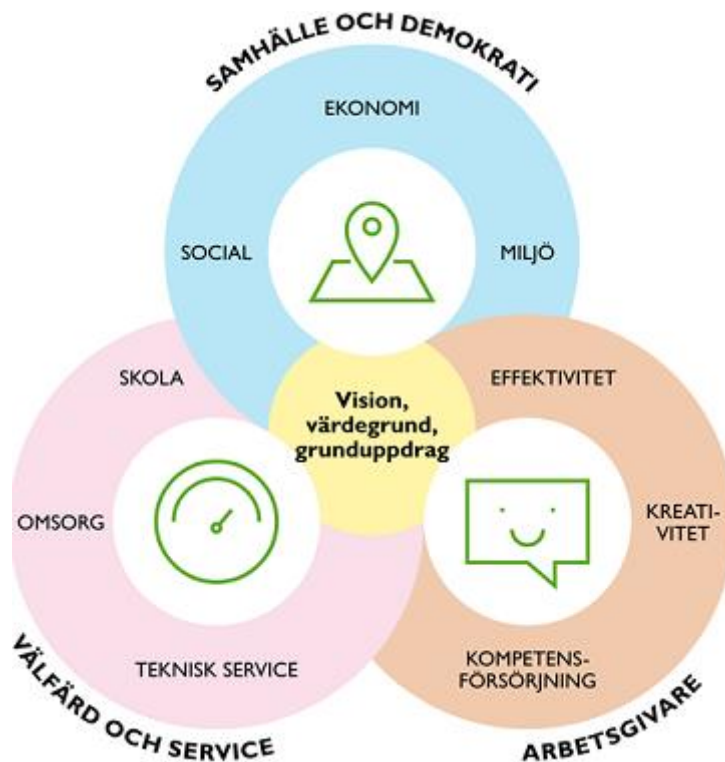 SAMHÄLLE OCH DEMOKRATI
EKONOMI
SOCIAL
MILJÖ
SKOLA
EFFEKTIVITET
Vision,
värdegrund,
grunduppdrag
OMSORG
KREATI-
VITET
TEKNISK SERVICE
KOMPETENS-
FÖRSÖRJNING
VÄLFÄRD OCH SERVICE
ARBETSGIVARE